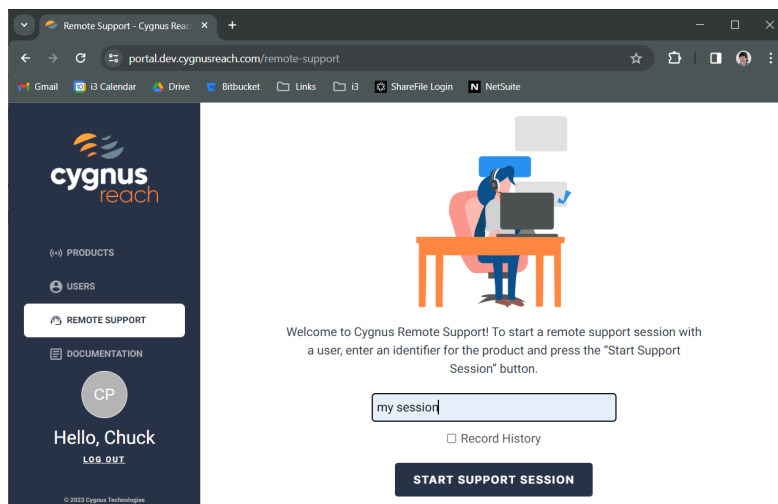 Remote Support - Cygnus Reac
portal.dev.cygnusreach.com/remote-support
Gmail
i3 Calendar
Drive
Bitbucket
Links
i3
ShareFile Login
NetSuite
cygnus
reach
PRODUCTS
USERS
REMOTE SUPPORT
DOCUMENTATION
CP
Hello, Chuck
LOG OUT
© 2023 Cygnus Technologies
Welcome to Cygnus Remote Support! To start a remote support session with
a user, enter an identifier for the product and press the “Start Support
Session” button.
my session
Record History
START SUPPORT SESSION